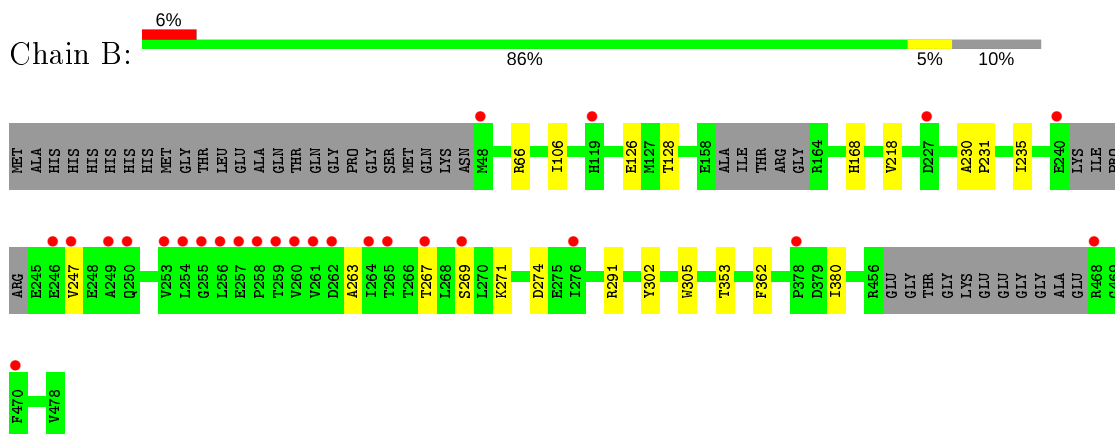 6%
Chain B:
86% 5% 10%
MET ALA HIS HIS HIS HIS HIS HIS HIS MET GLY THR LEU GLU ALA GLN THR GLN GLY PRO GLY SER MET GLN LYS ASN M48 R66 I106 H119 E126 M127 T128 E158 ALA ILE THR ARG GLY R164 H168 V218 D227 A230 P231 I235 E240 LYS ILE PRO
ARG E245 E246 V247 E248 A249 Q250 V253 L254 G255 L256 E257 P258 T259 V260 V261 D262 A263 I264 T265 T266 T267 L268 S269 L270 K271 D274 E275 I276 R291 Y302 W305 T353 F362 P378 D379 I380 R456 GLU GLY THR GLY LYS GLU GLU GLY GLY ALA GLU R468 G469
F470 V478